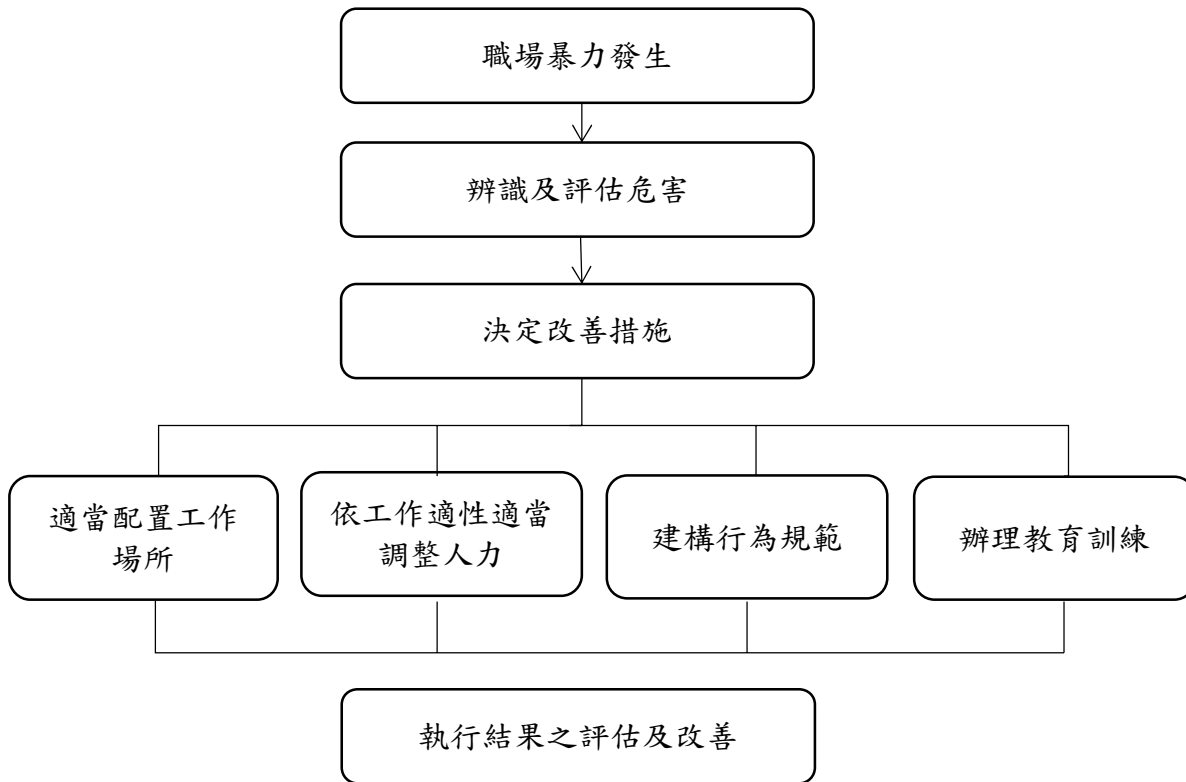 職場暴力發生
辨識及評估危害
決定改善措施
適當配置工作
場所
依工作適性適當
調整人力
建構行為規範
辦理教育訓練
執行結果之評估及改善